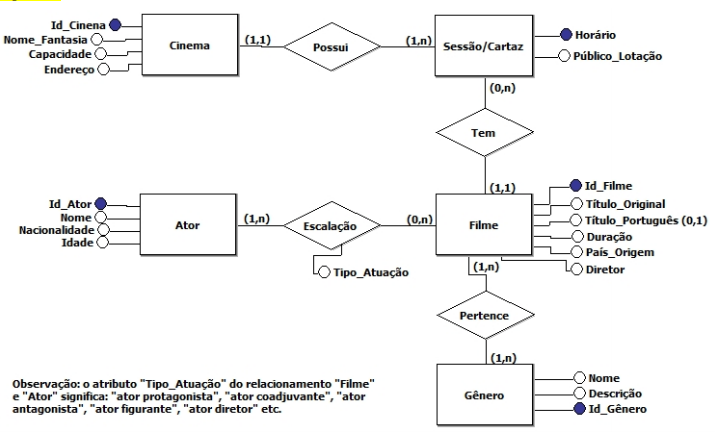 Id_Cinema
Nome_Fantasia
Capacidade
Endereço
Cinema
(1,1)
Possui
(1,n)
Sessão/Cartaz
Horário
Público_Lotação
(0,n)
Tem
(1,1)
Id_Ator
Nome
Nacionalidade
Idade
Ator
(1,n)
Escalação
(0,n)
Tipo_Atuação
Filme
Id_Filme
Título_Original
Título_Português (0,1)
Duração
País_Origem
Diretor
(1,n)
Pertence
(1,n)
Gênero
Nome
Descrição
Id_Gênero
Observação: o atributo "Tipo_Atuação" do relacionamento "Filme"
e "Ator" significa: "ator protagonista", "ator coadjuvante", "ator
antagonista", "ator figurante", "ator diretor" etc.